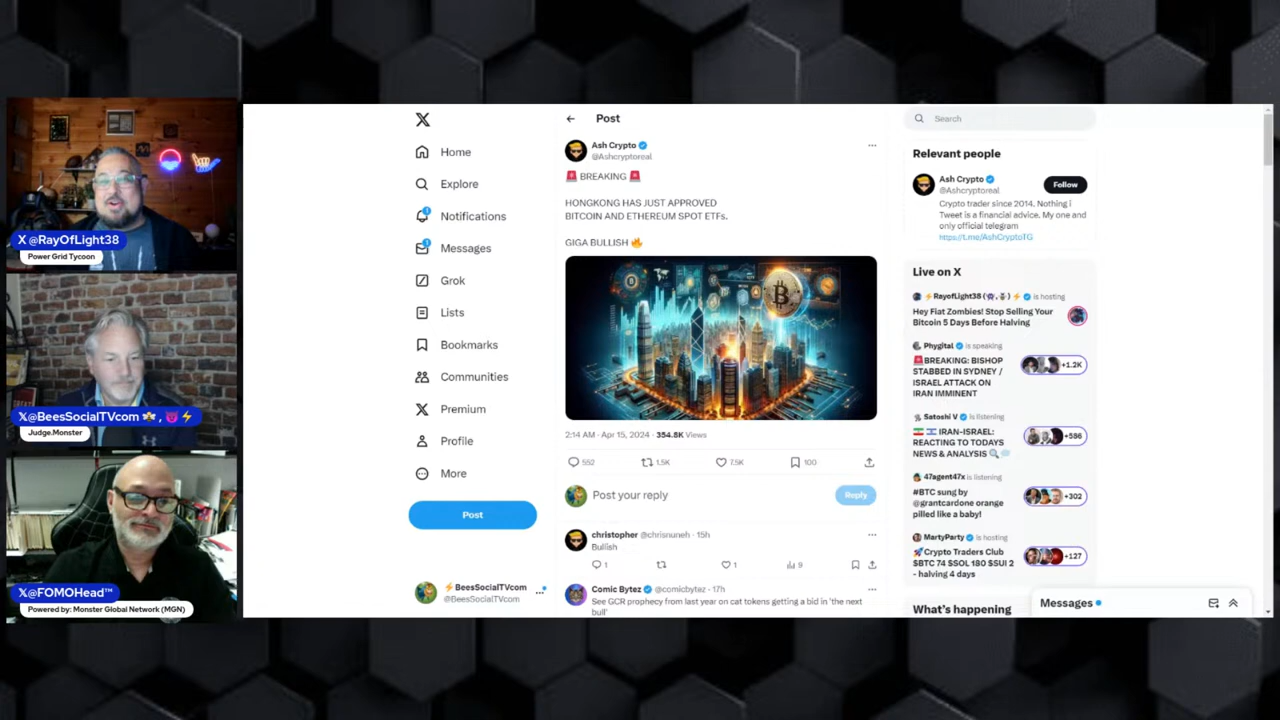 X @RayOfLight38
Power Grid Tycoon
X@BeesSocialTVcom 🐝, 😈⚡
Judge.Monster
X@FOMOHead™
Powered by: Monster Global Network (MGN)
X
Home
Explore
1
Notifications
1
Messages
Grok
Lists
Bookmarks
Communities
Premium
Profile
More
Post
⚡BeesSocialTVcom
@BeesSocialTVcom
← Post
Ash Crypto
@Ashcryptoreal
🚨 BREAKING 🚨
HONGKONG HAS JUST APPROVED
BITCOIN AND ETHEREUM SPOT ETFs.
GIGA BULLISH 🔥
2:14 AM · Apr 15, 2024 · 354.8K Views
552 1.5K 7.5K 100
Post your reply
Reply
christopher @chrisnuneh · 15h
Bullish
1 1 9
Comic Bytez @comicbytez · 17h
See GCR prophecy from last year on cat tokens getting a bid in 'the next
bull'
Search
Relevant people
Ash Crypto
@Ashcryptoreal
Follow
Crypto trader since 2014. Nothing i
Tweet is a financial advice. My one and
only official telegram
https://t.me/AshCryptoTG
Live on X
⚡RayofLight38 (👾,🐝) ⚡ is hosting
Hey Fiat Zombies! Stop Selling Your
Bitcoin 5 Days Before Halving
Phygital is speaking
🚨BREAKING: BISHOP
STABBED IN SYDNEY /
ISRAEL ATTACK ON
IRAN IMMINENT
+1.2K
Satoshi V is listening
🇮🇷 🇮🇱 IRAN-ISRAEL:
REACTING TO TODAYS
NEWS & ANALYSIS 🔍
+586
47agent47x is listening
#BTC sung by
@grantcardone orange
pilled like a baby!
+302
MartyParty is hosting
🚀Crypto Traders Club
$BTC 74 $SOL 180 $SUI 2
- halving 4 days
+127
What's happening
Messages